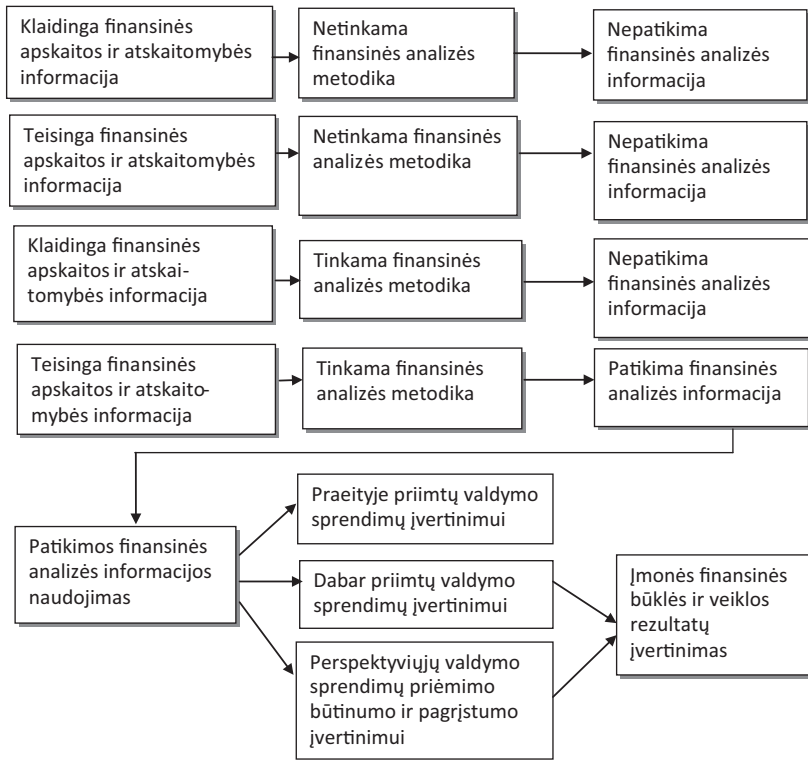 Klaidinga finansinės
apskaitos ir atskaitomybės
informacija
Netinkama
finansinės analizės
metodika
Nepatikima
finansinės analizės
informacija
Teisinga finansinės
apskaitos ir atskaitomybės
informacija
Netinkama finansinės
analizės metodika
Nepatikima
finansinės analizės
informacija
Klaidinga finansinės
apskaitos ir atskai-
tomybės informacija
Tinkama finansinės
analizės metodika
Nepatikima
finansinės analizės
informacija
Teisinga finansinės
apskaitos ir atskaito-
mybės informacija
Tinkama finansinės
analizės metodika
Patikima finansinės
analizės informacija
Patikimos finansinės
analizės informacijos
naudojimas
Praeityje priimtų valdymo
sprendimų įvertinimui
Dabar priimtų valdymo
sprendimų įvertinimui
Perspektyviųjų valdymo
sprendimų priėmimo
būtinumo ir pagrįstumo
įvertinimui
Įmonės finansinės
būklės ir veiklos
rezultatų
įvertinimas